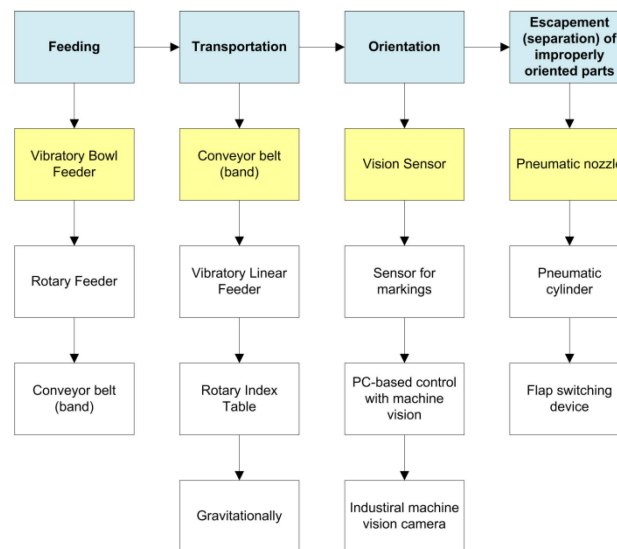 Feeding
Transportation
Orientation
Escapement
(separation) of
improperly
oriented parts
Vibratory Bowl
Feeder
Conveyor belt
(band)
Vision Sensor
Pneumatic nozzle
Rotary Feeder
Vibratory Linear
Feeder
Sensor for
markings
Pneumatic
cylinder
Conveyor belt
(band)
Rotary Index
Table
PC-based control
with machine
vision
Flap switching
device
Gravitationally
Industiral machine
vision camera